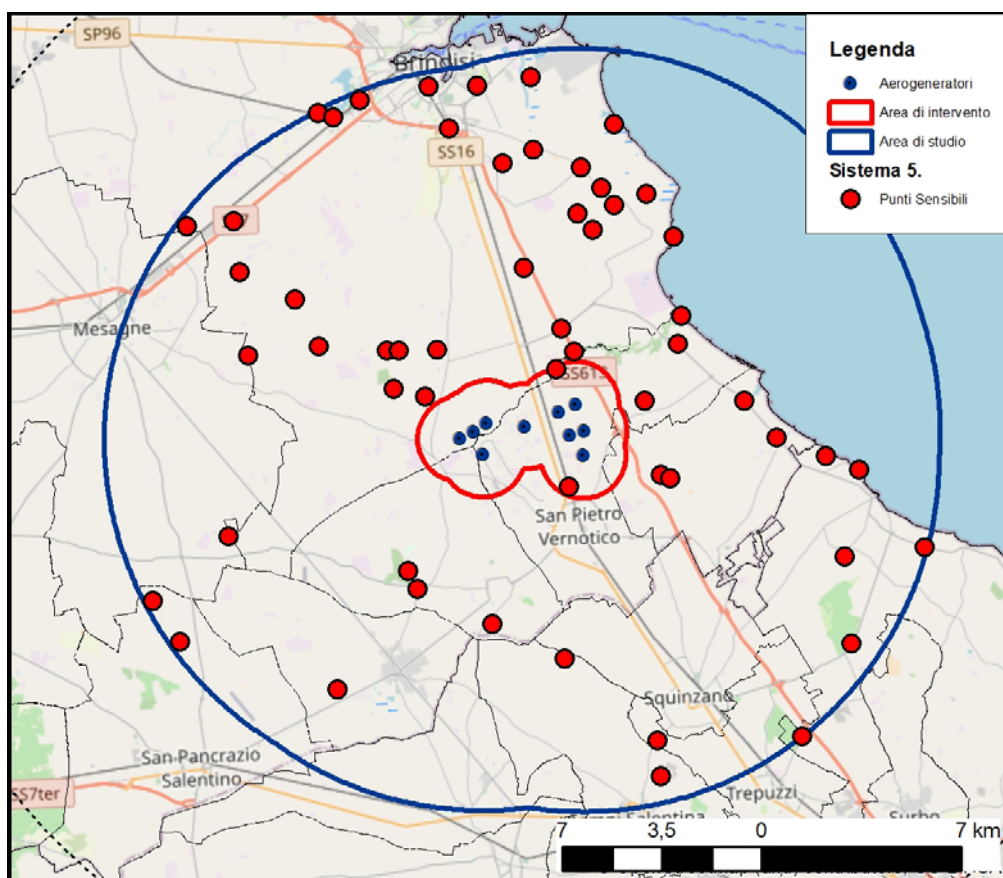 SP96
Brindisi
SS16
Mesagne
SS613
San Pietro
Vernotico
Squinzano
San Pancrazio
Salentino
SS7ter
Trepuzzi
Surbo
Legenda
Aerogeneratori
Area di intervento
Area di studio
Sistema 5.
Punti Sensibili
7 3,5 0 7 km